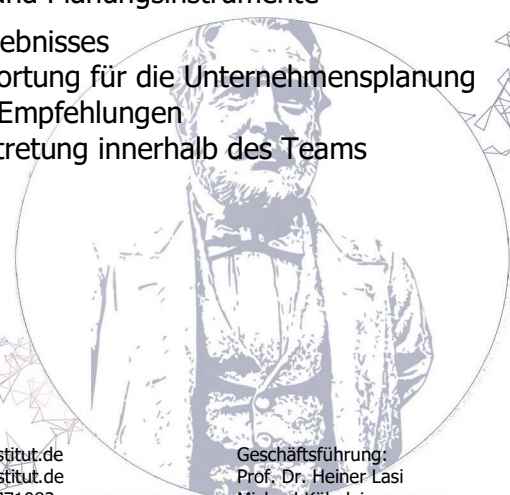 und Planungsinstrumente
ebnisses
ortung für die Unternehmensplanung
Empfehlungen
tretung innerhalb des Teams
stitut.de
Geschäftsführung:
stitut.de
Prof. Dr. Heiner Lasi